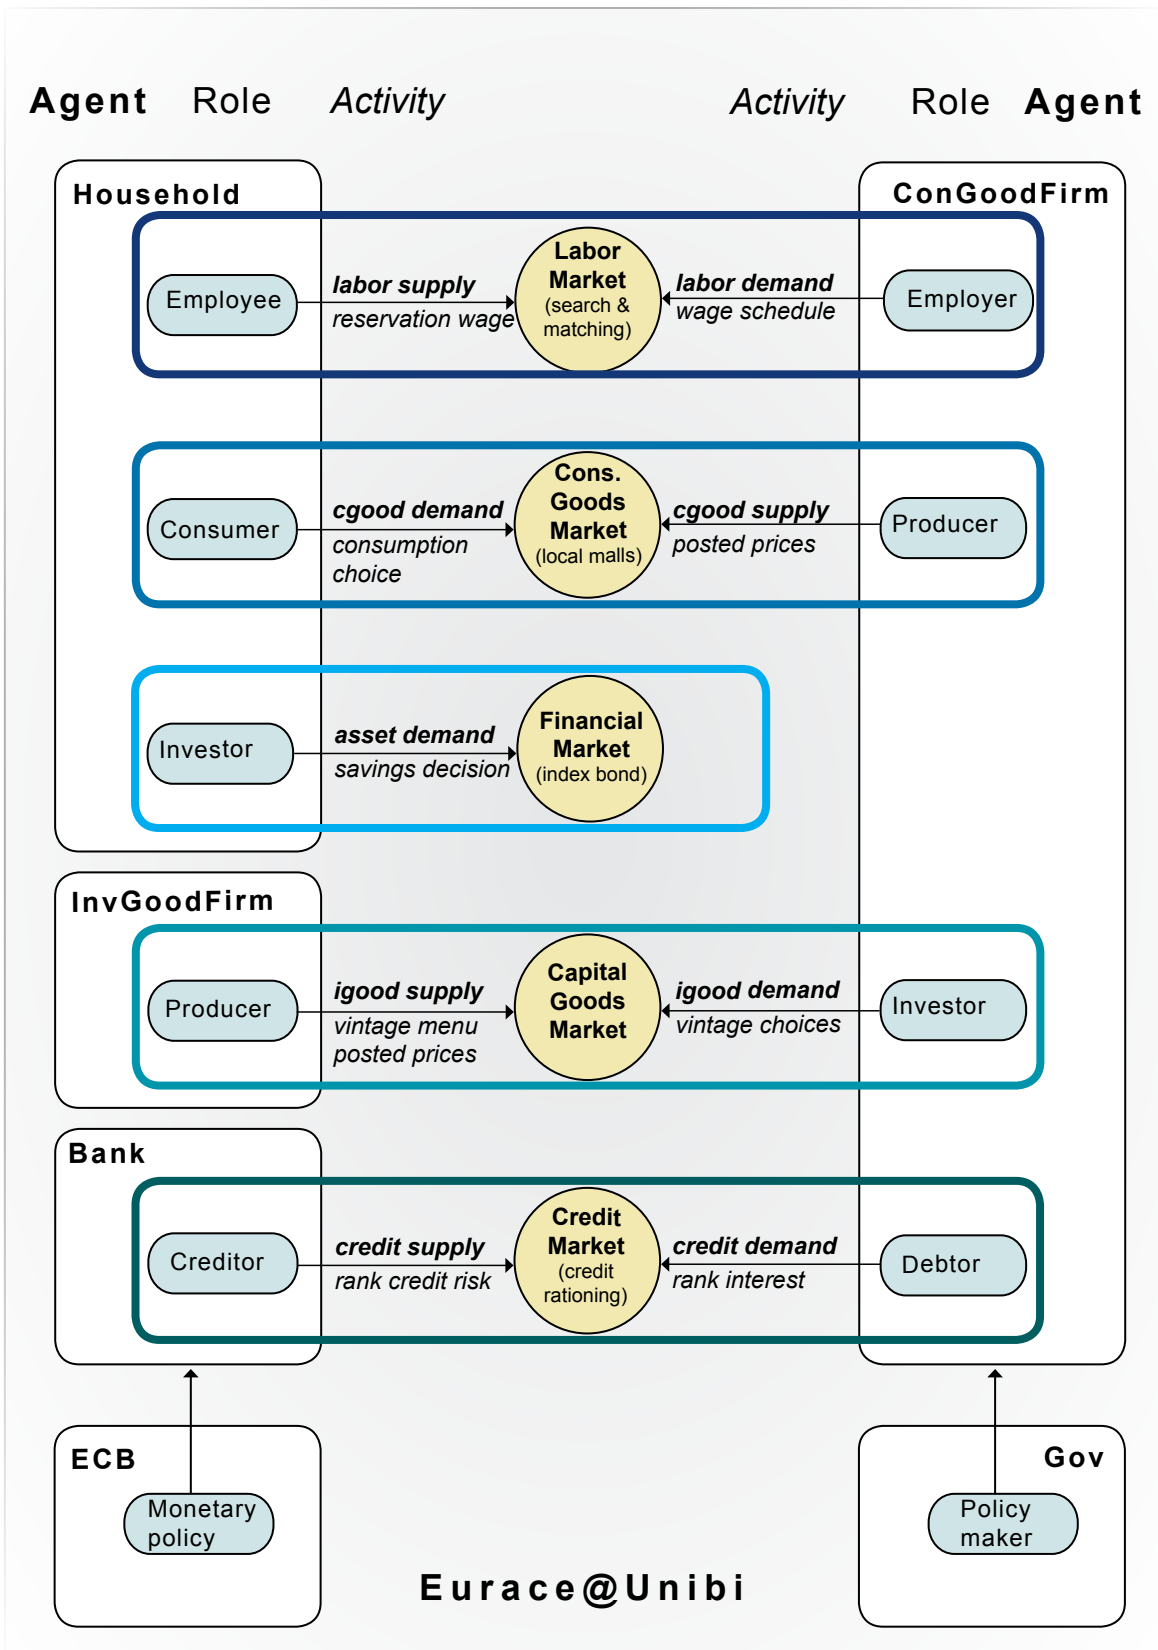 Agent Role Activity Activity Role Agent
Household
ConGoodFirm
Employee
labor supply
reservation wage
Labor
Market
(search &
matching)
labor demand
wage schedule
Employer
Consumer
cgood demand
consumption
choice
Cons.
Goods
Market
(local malls)
cgood supply
posted prices
Producer
Investor
asset demand
savings decision
Financial
Market
(index bond)
InvGoodFirm
Producer
igood supply
vintage menu
posted prices
Capital
Goods
Market
igood demand
vintage choices
Investor
Bank
Creditor
credit supply
rank credit risk
Credit
Market
(credit
rationing)
credit demand
rank interest
Debtor
ECB
Monetary
policy
Gov
Policy
maker
Eurace@Unibi